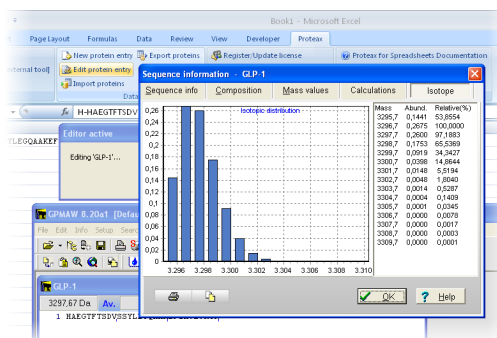 Book1 - Microsoft Excel
Page Layout Formulas Data Review View Developer Proteax
New protein entry Export proteins Register/Update license Proteax for Spreadsheets Documentation
external tool] Edit protein entry
Import proteins
Data
fx H-HAEGTFTSDV
YLEGQAAKEF
Editor active
Editing 'GLP-1'...
Sequence information - GLP-1
Sequence info Composition Mass values Calculations Isotope
Isotopic distribution
0,26
0,24
0,22
0,2
0,18
0,16
0,14
0,12
0,1
0,08
0,06
0,04
0,02
0
3.296 3.298 3.300 3.302 3.304 3.306 3.308 3.310
Mass Abund. Relative(%)
3295,7 0,1441 53,8554
3296,7 0,2675 100,0000
3297,7 0,2600 97,1883
3298,7 0,1753 65,5369
3299,7 0,0919 34,3427
3300,7 0,0398 14,8644
3301,7 0,0148 5,5194
3302,7 0,0048 1,8040
3303,7 0,0014 0,5287
3304,7 0,0004 0,1409
3305,7 0,0001 0,0345
3306,7 0,0000 0,0078
3307,7 0,0000 0,0017
3308,7 0,0000 0,0003
3309,7 0,0000 0,0001
OK ? Help
GPMAW 8.20a1 [Defau
File Edit Info Setup Searc
GLP-1
3297,67 Da Av.
1 HAEGTFTSDVSSYL